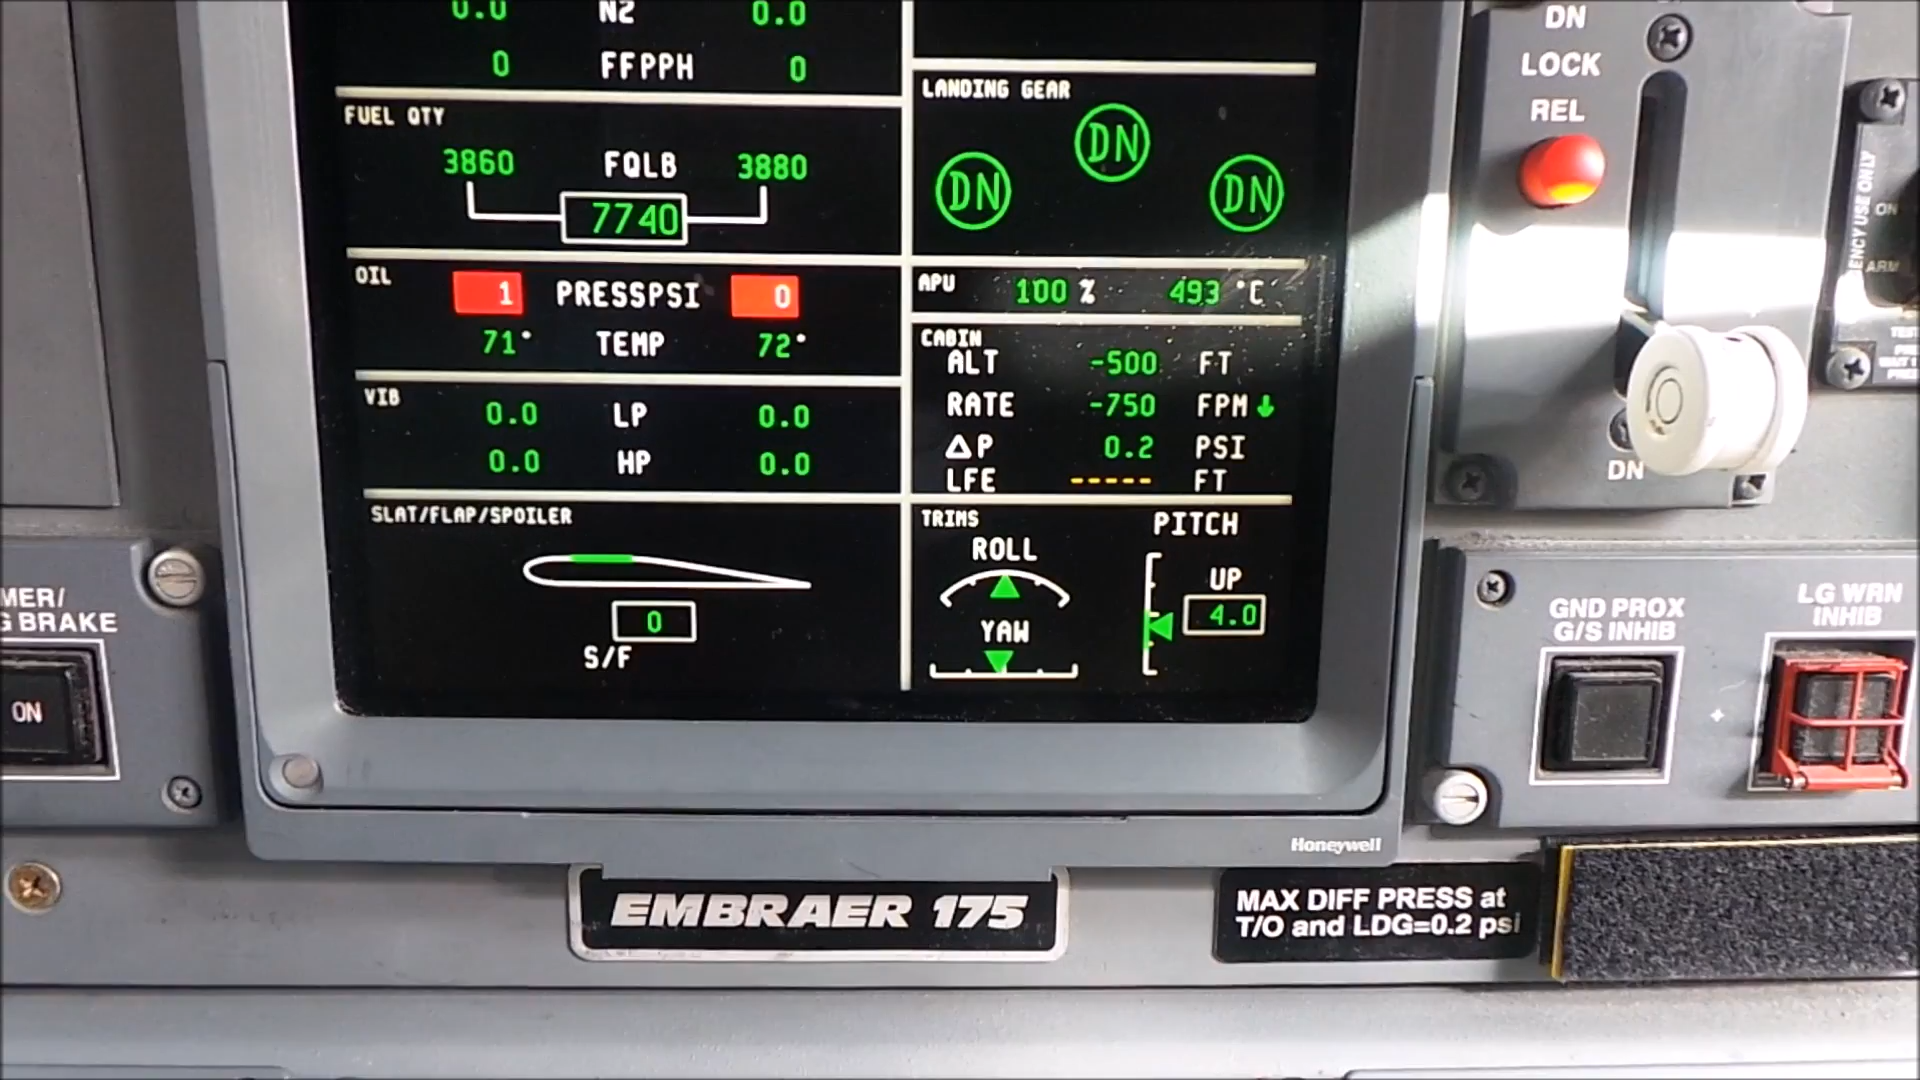 0.0 N2 0.0
0 FFPPH 0
FUEL QTY
3860 FQLB 3880
7740
OIL
1 PRESSPSI 0
71° TEMP 72°
VIB
0.0 LP 0.0
0.0 HP 0.0
SLAT/FLAP/SPOILER
0
S/F
LANDING GEAR
DN
DN
DN
APU 100 % 493 °C
CABIN
ALT -500 FT
RATE -750 FPM
ΔP 0.2 PSI
LFE ----- FT
TRIMS
ROLL
YAW
PITCH
UP
4.0
DN
LOCK
REL
DN
USE ONLY
ON
ARM
G BRAKE
ON
GND PROX
G/S INHIB
LG WRN
INHIB
Honeywell
EMBRAER 175
MAX DIFF PRESS at
T/O and LDG=0.2 psi